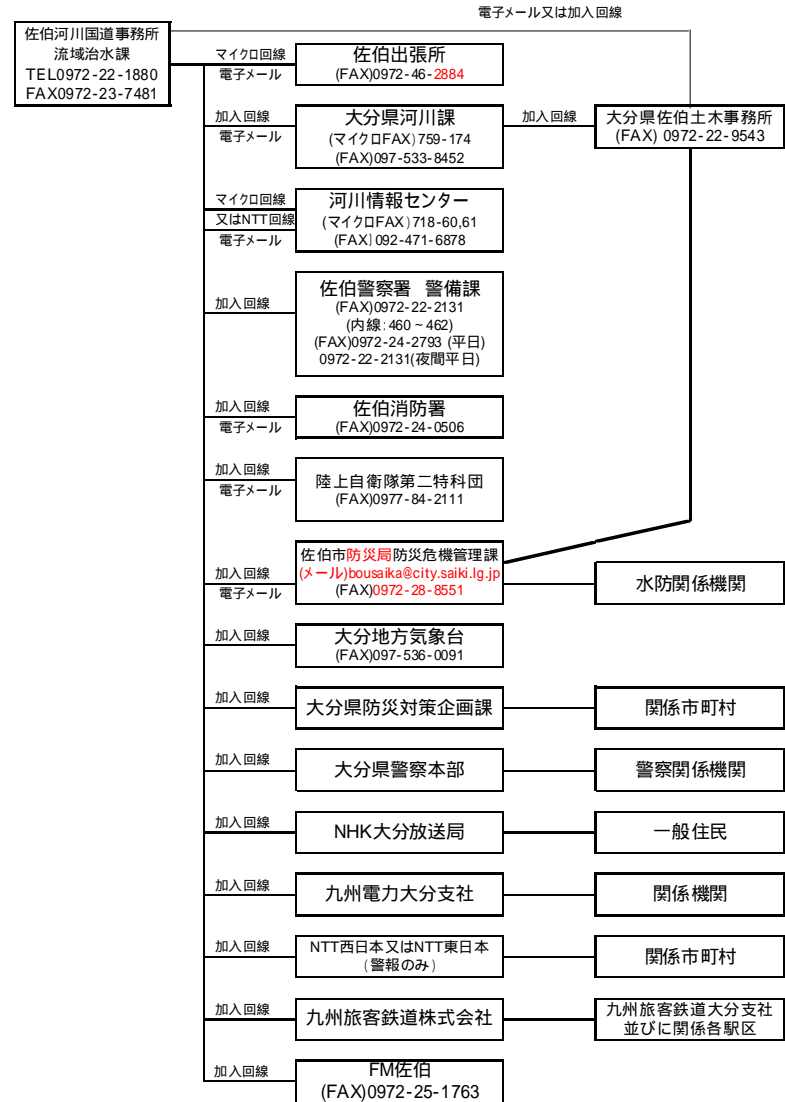 電子メール又は加入回線
佐伯河川国道事務所
流域治水課
TEL0972-22-1880
FAX0972-23-7481
マイクロ回線
電子メール
佐伯出張所
(FAX)0972-46-2884
加入回線
電子メール
大分県河川課
(マイクロFAX)759-174
(FAX)097-533-8452
加入回線
大分県佐伯土木事務所
(FAX) 0972-22-9543
マイクロ回線
又はNTT回線
電子メール
河川情報センター
(マイクロFAX)718-60,61
(FAX)092-471-6878
加入回線
佐伯警察署 警備課
(FAX)0972-22-2131
(内線:460~462)
(FAX)0972-24-2793 (平日)
0972-22-2131(夜間平日)
加入回線
電子メール
佐伯消防署
(FAX)0972-24-0506
加入回線
電子メール
陸上自衛隊第二特科団
(FAX)0977-84-2111
加入回線
電子メール
佐伯市防災局防災危機管理課
(メール)bousaika@city.saiki.lg.jp
(FAX)0972-28-8551
水防関係機関
加入回線
大分地方気象台
(FAX)097-536-0091
加入回線
大分県防災対策企画課
関係市町村
加入回線
大分県警察本部
警察関係機関
加入回線
NHK大分放送局
一般住民
加入回線
九州電力大分支社
関係機関
加入回線
NTT西日本又はNTT東日本
(警報のみ)
関係市町村
加入回線
九州旅客鉄道株式会社
九州旅客鉄道大分支社
並びに関係各駅区
加入回線
FM佐伯
(FAX)0972-25-1763